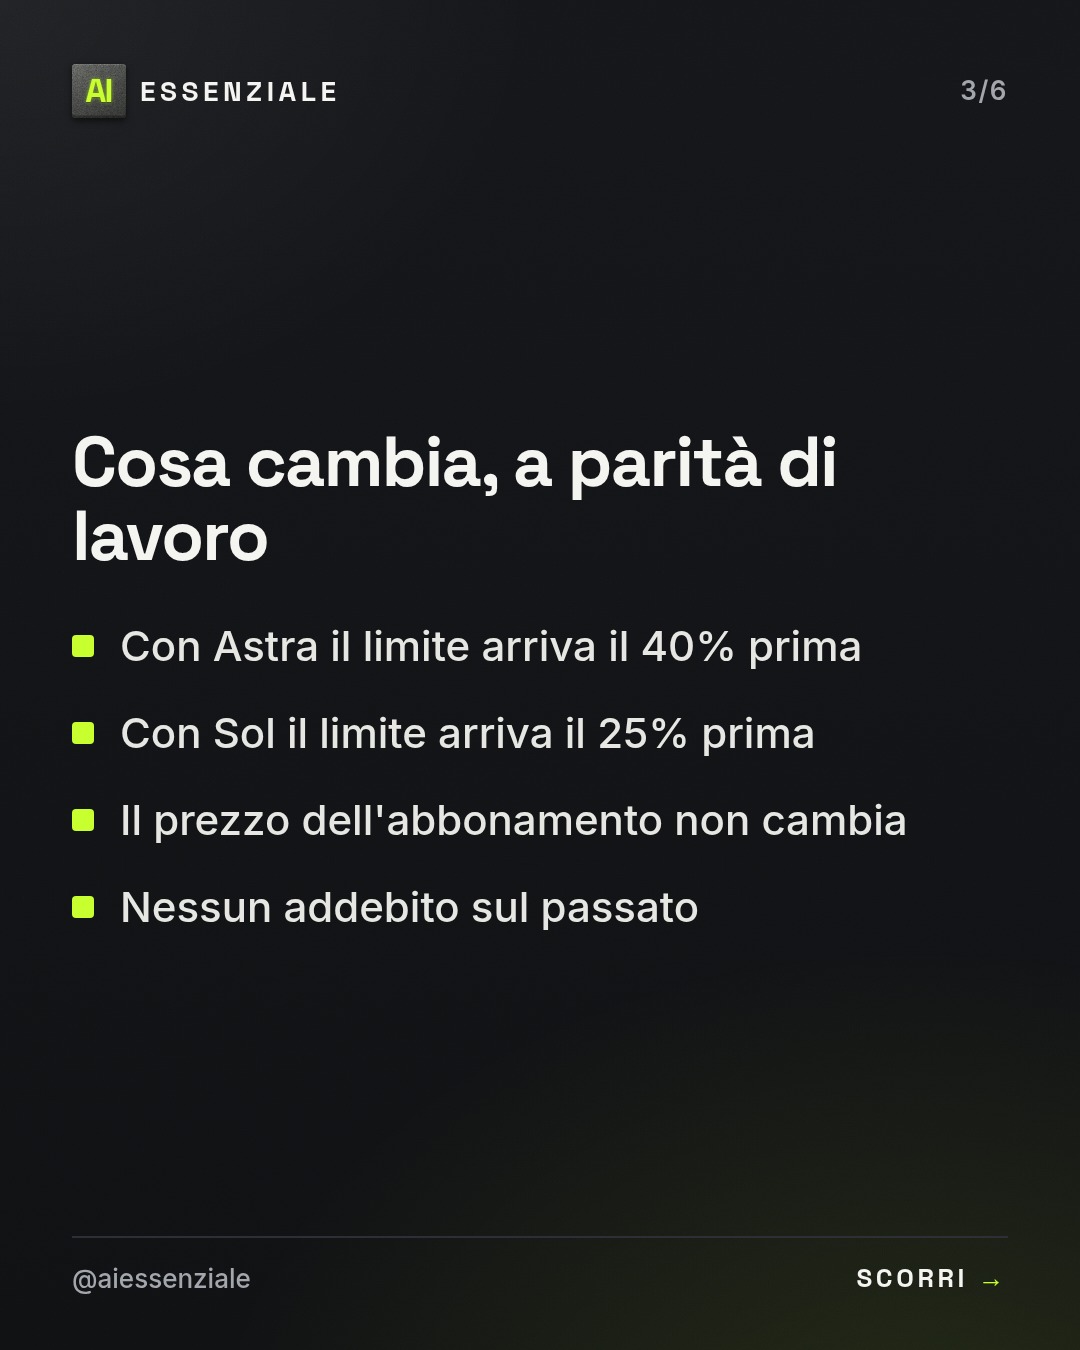 AI ESSENZIALE
3/6
Cosa cambia, a parità di
lavoro
Con Astra il limite arriva il 40% prima
Con Sol il limite arriva il 25% prima
Il prezzo dell'abbonamento non cambia
Nessun addebito sul passato
@aiessenziale
SCORRI →